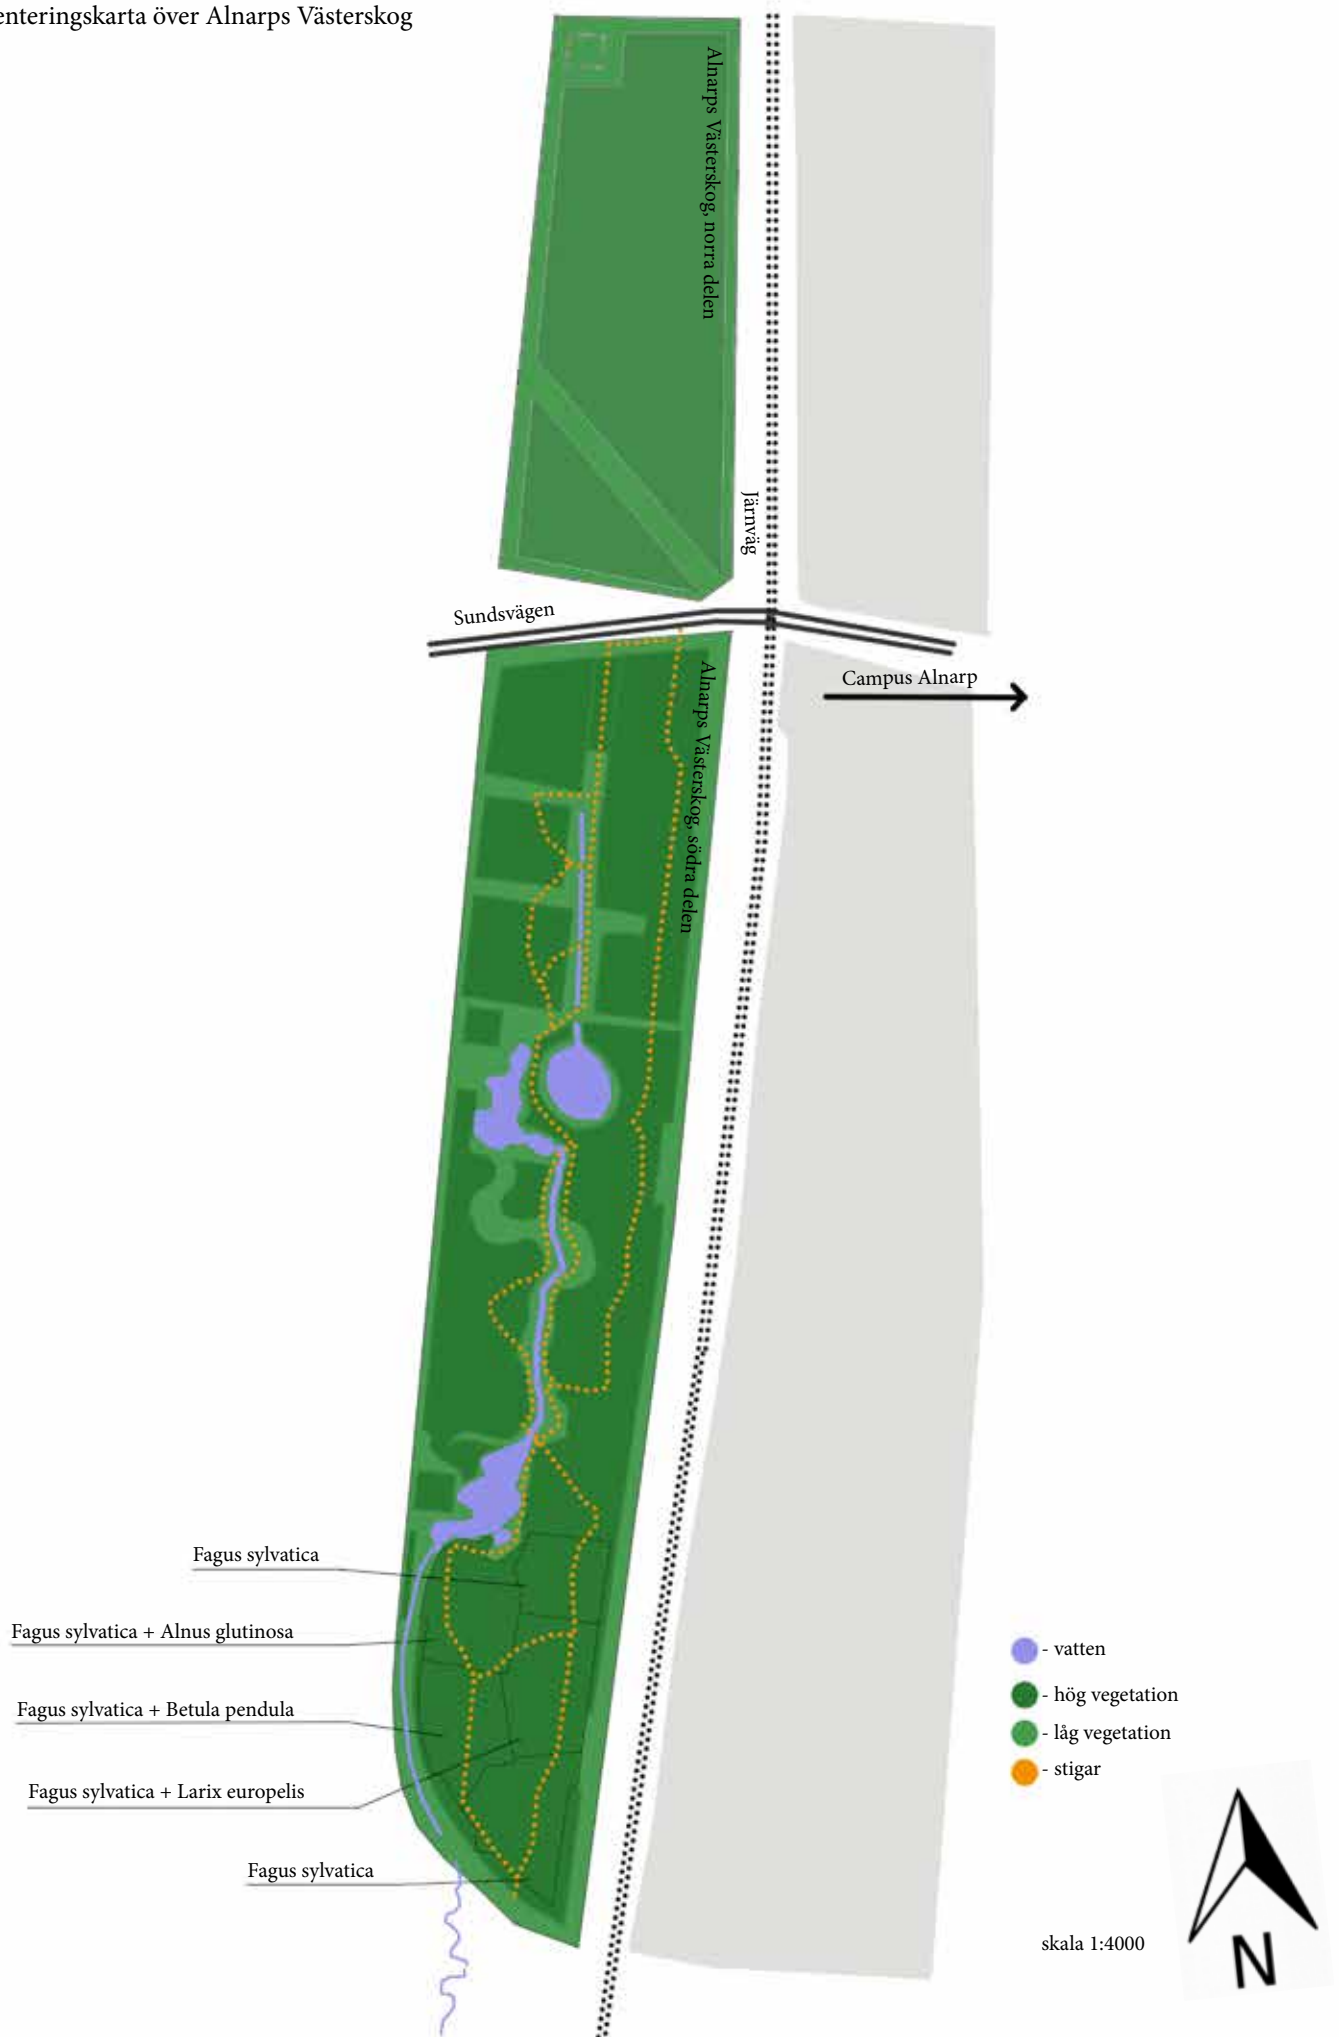 enteringskarta över Alnarps Västerskog
Alnarps Västerskog, norra delen
Järnväg
Sundsvägen
Campus Alnarp
Alnarps Västerskog, södra delen
Fagus sylvatica
Fagus sylvatica + Alnus glutinosa
Fagus sylvatica + Betula pendula
Fagus sylvatica + Larix europelis
Fagus sylvatica
- vatten
- hög vegetation
- låg vegetation
- stigar
skala 1:4000
N